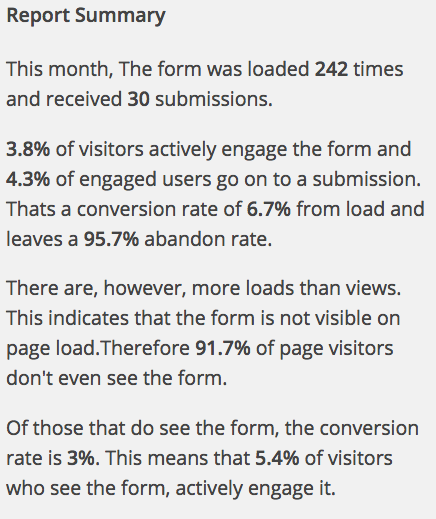 Report Summary
This month, The form was loaded 242 times
and received 30 submissions.
3.8% of visitors actively engage the form and
4.3% of engaged users go on to a submission.
Thats a conversion rate of 6.7% from load and
leaves a 95.7% abandon rate.
There are, however, more loads than views.
This indicates that the form is not visible on
page load.Therefore 91.7% of page visitors
don't even see the form.
Of those that do see the form, the conversion
rate is 3%. This means that 5.4% of visitors
who see the form, actively engage it.